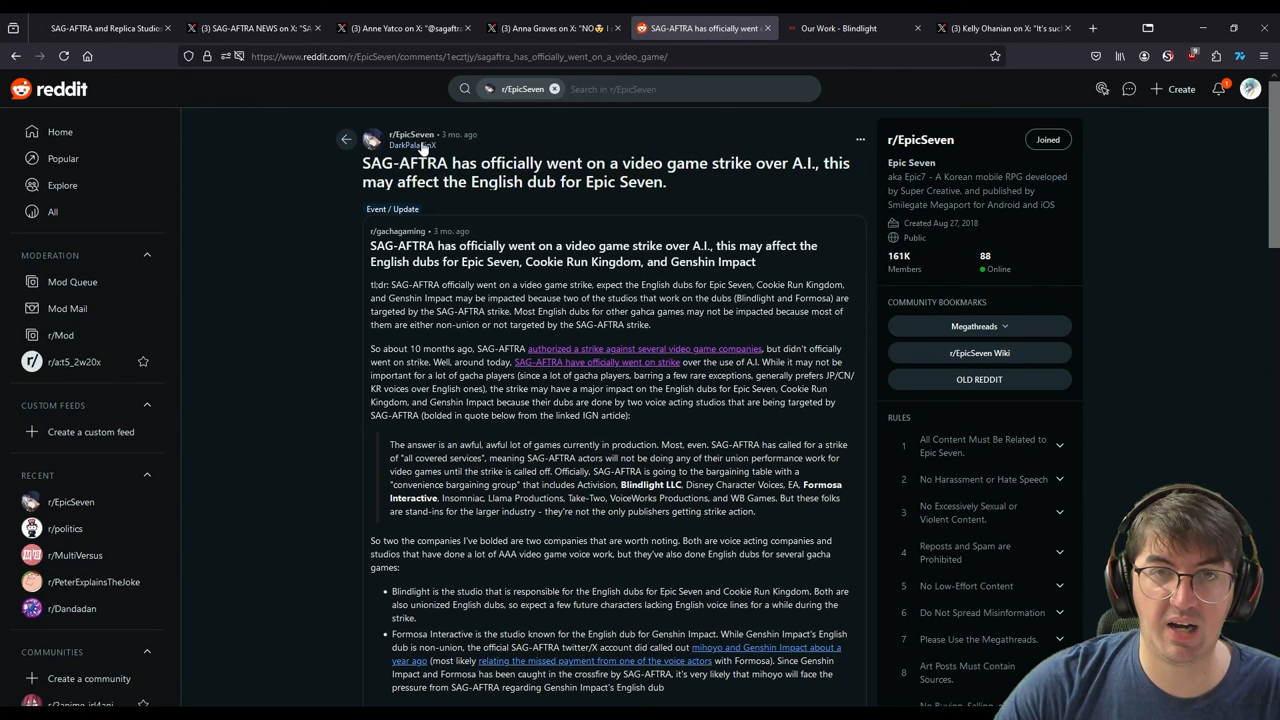 SAG-AFTRA and Replica Studios
(3) SAG-AFTRA NEWS on X: "SA
(3) Anne Yatco on X: "@sagaftra
(3) Anna Graves on X: "NO
SAG-AFTRA has officially went
Our Work - Blindlight
(3) Kelly Ohanian on X: "It's suc
https://www.reddit.com/r/EpicSeven/comments/1ecztjy/sagaftra_has_officially_went_on_a_video_game/
reddit
r/EpicSeven
Search in r/EpicSeven
Create
1
Home
Popular
Explore
All
MODERATION
Mod Queue
Mod Mail
r/Mod
r/a:t5_2w20x
CUSTOM FEEDS
Create a custom feed
RECENT
r/EpicSeven
r/politics
r/MultiVersus
r/PeterExplainsTheJoke
r/Dandadan
COMMUNITIES
Create a community
r/2anime_irl4ani
r/EpicSeven • 3 mo. ago
SAG-AFTRA has officially went on a video game strike over A.I., this
may affect the English dub for Epic Seven.
Event / Update
r/gachagaming • 3 mo. ago
SAG-AFTRA has officially went on a video game strike over A.I., this may affect the
English dubs for Epic Seven, Cookie Run Kingdom, and Genshin Impact
tl;dr: SAG-AFTRA officially went on a video game strike, expect the English dubs for Epic Seven, Cookie Run Kingdom,
and Genshin Impact may be impacted because two of the studios that work on the dubs (Blindlight and Formosa) are
targeted by the SAG-AFTRA strike. Most English dubs for other gahca games may not be impacted because most of
them are either non-union or not targeted by the SAG-AFTRA strike.
So about 10 months ago, SAG-AFTRA authorized a strike against several video game companies, but didn't officially
went on strike. Well, around today, SAG-AFTRA have officially went on strike over the use of A.I. While it may not be
important for a lot of gacha players (since a lot of gacha players, barring a few rare exceptions, generally prefers JP/CN/
KR voices over English ones), the strike may have a major impact on the English dubs for Epic Seven, Cookie Run
Kingdom, and Genshin Impact because their dubs are done by two voice acting studios that are being targeted by
SAG-AFTRA (bolded in quote below from the linked IGN article):
The answer is an awful, awful lot of games currently in production. Most, even. SAG-AFTRA has called for a strike
of "all covered services", meaning SAG-AFTRA actors will not be doing any of their union performance work for
video games until the strike is called off. Officially, SAG-AFTRA is going to the bargaining table with a
"convenience bargaining group" that includes Activision, Blindlight LLC, Disney Character Voices, EA, Formosa
Interactive, Insomniac, Llama Productions, Take-Two, VoiceWorks Productions, and WB Games. But these folks
are stand-ins for the larger industry - they're not the only publishers getting strike action.
So two the companies I've bolded are two companies that are worth noting. Both are voice acting companies and
studios that have done a lot of AAA video game voice work, but they've also done English dubs for several gacha
games:
• Blindlight is the studio that is responsible for the English dubs for Epic Seven and Cookie Run Kingdom. Both are
also unionized English dubs, so expect a few future characters lacking English voice lines for a while during the
strike.
• Formosa Interactive is the studio known for the English dub for Genshin Impact. While Genshin Impact's English
dub is non-union, the official SAG-AFTRA twitter/X account did called out mihoyo and Genshin Impact about a
year ago (most likely relating the missed payment from one of the voice actors with Formosa). Since Genshin
Impact and Formosa has been caught in the crossfire by SAG-AFTRA, it's very likely that mihoyo will face the
pressure from SAG-AFTRA regarding Genshin Impact's English dub
r/EpicSeven
Joined
Epic Seven
aka Epic7 - A Korean mobile RPG developed
by Super Creative, and published by
Smilegate Megaport for Android and iOS
Created Aug 27, 2018
Public
161K
88
Members
Online
COMMUNITY BOOKMARKS
Megathreads
r/EpicSeven Wiki
OLD REDDIT
RULES
1 All Content Must Be Related to
Epic Seven.
2 No Harassment or Hate Speech
3 No Excessively Sexual or
Violent Content.
4 Reposts and Spam are
Prohibited
5 No Low-Effort Content
6 Do Not Spread Misinformation
7 Please Use the Megathreads.
8 Art Posts Must Contain
Sources.